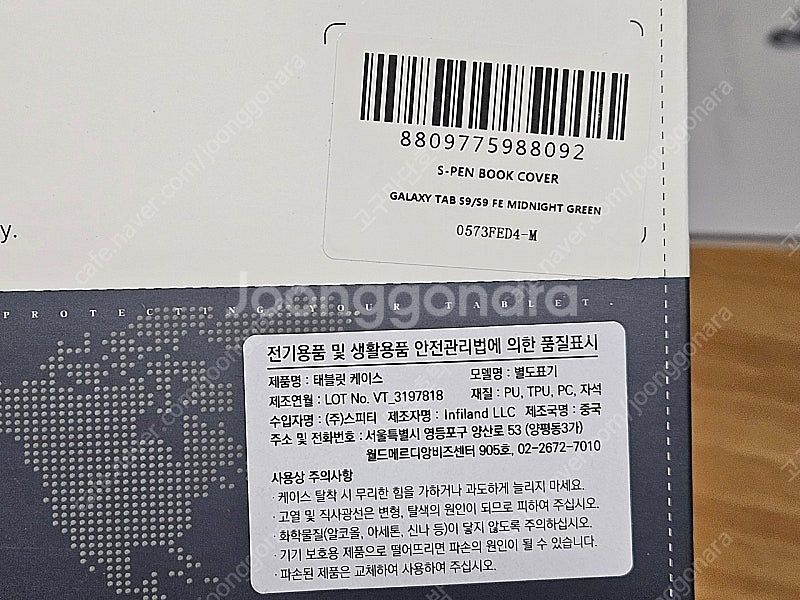 8809775988092
S-PEN BOOK COVER
GALAXY TAB S9/S9 FE MIDNIGHT GREEN
0573FED4-M
y.
PROTECTING YOUR TABLET.
Joonggonara
전기용품 및 생활용품 안전관리법에 의한 품질표시
제품명 : 태블릿 케이스 모델명 : 별도표기
제조연월 : LOT No. VT_3197818 재질 : PU, TPU, PC, 자석
수입자명 : (주)스피티 제조자명 : Infiland LLC 제조국명 : 중국
주소 및 전화번호 : 서울특별시 영등포구 양산로 53 (양평동3가)
월드메르디앙비즈센터 905호, 02-2672-7010
사용상 주의사항
· 케이스 탈착 시 무리한 힘을 가하거나 과도하게 늘리지 마세요.
· 고열 및 직사광선은 변형, 탈색의 원인이 되므로 피하여 주십시오.
· 화학물질(알코올, 아세톤, 신나 등)이 닿지 않도록 주의하십시오.
· 기기 보호용 제품으로 떨어뜨리면 파손의 원인이 될 수 있습니다.
· 파손된 제품은 교체하여 사용하여 주십시오.
cafe.naver.com/joonggonara